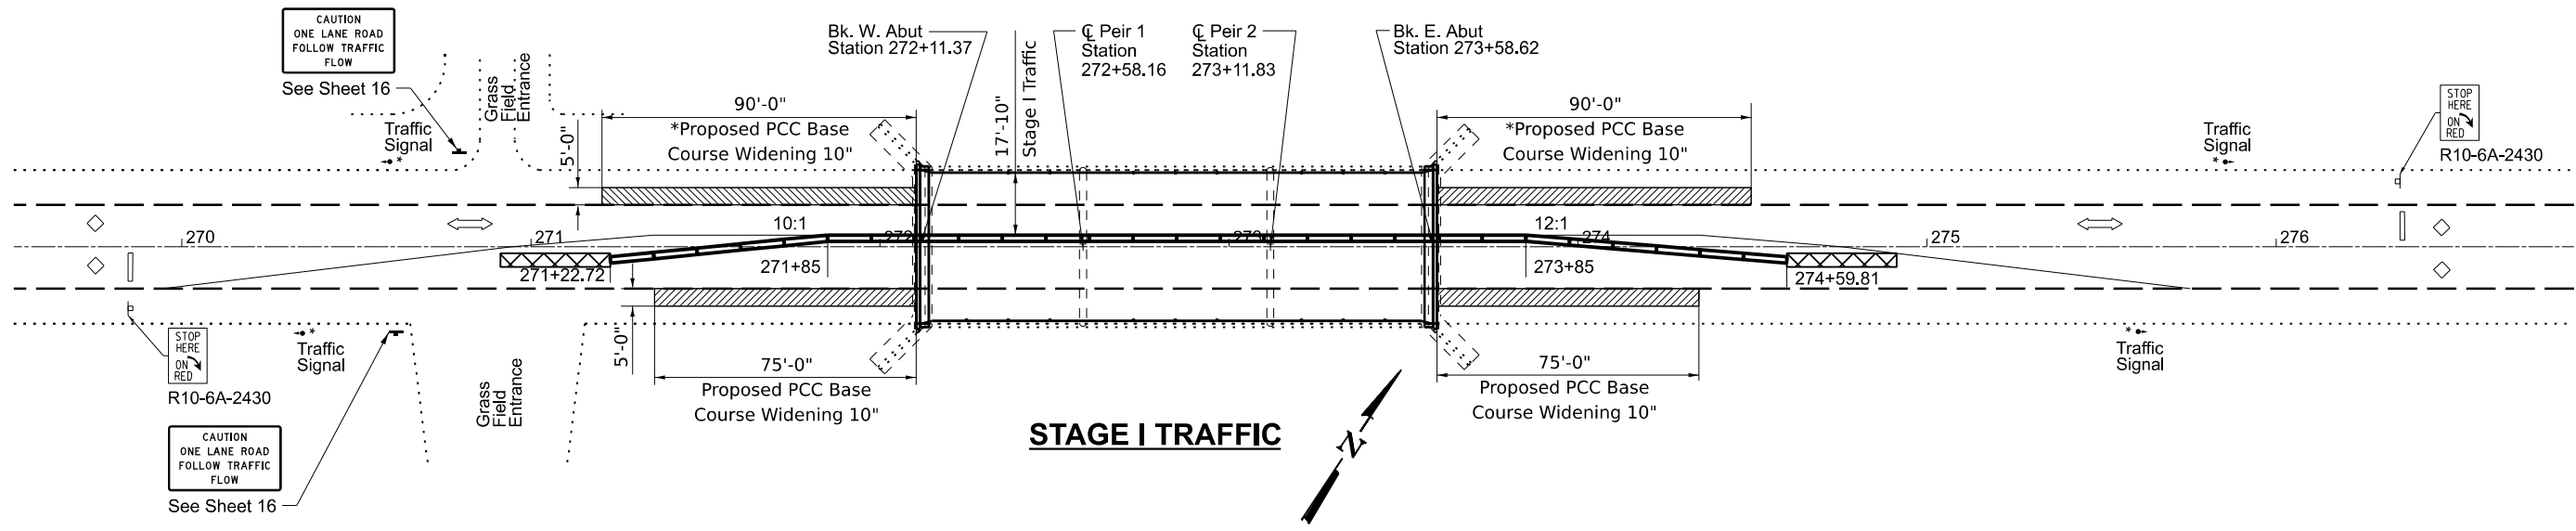 CAUTION
ONE LANE ROAD
FOLLOW TRAFFIC
FLOW
See Sheet 16
Traffic
Signal
*
Grass
Field
Entrance
5'-0"
90'-0"
*Proposed PCC Base
Course Widening 10"
Bk. W. Abut
Station 272+11.37
17'-10"
Stage I Traffic
℄ Peir 1
Station
272+58.16
℄ Peir 2
Station
273+11.83
Bk. E. Abut
Station 273+58.62
90'-0"
*Proposed PCC Base
Course Widening 10"
Traffic
Signal
*
STOP
HERE
ON
RED
R10-6A-2430
270
271
10:1
272
273
12:1
274
275
276
271+22.72
271+85
273+85
274+59.81
STOP
HERE
ON
RED
R10-6A-2430
*
Traffic
Signal
CAUTION
ONE LANE ROAD
FOLLOW TRAFFIC
FLOW
See Sheet 16
Grass
Field
Entrance
5'-0"
75'-0"
Proposed PCC Base
Course Widening 10"
STAGE I TRAFFIC
N
75'-0"
Proposed PCC Base
Course Widening 10"
*
Traffic
Signal